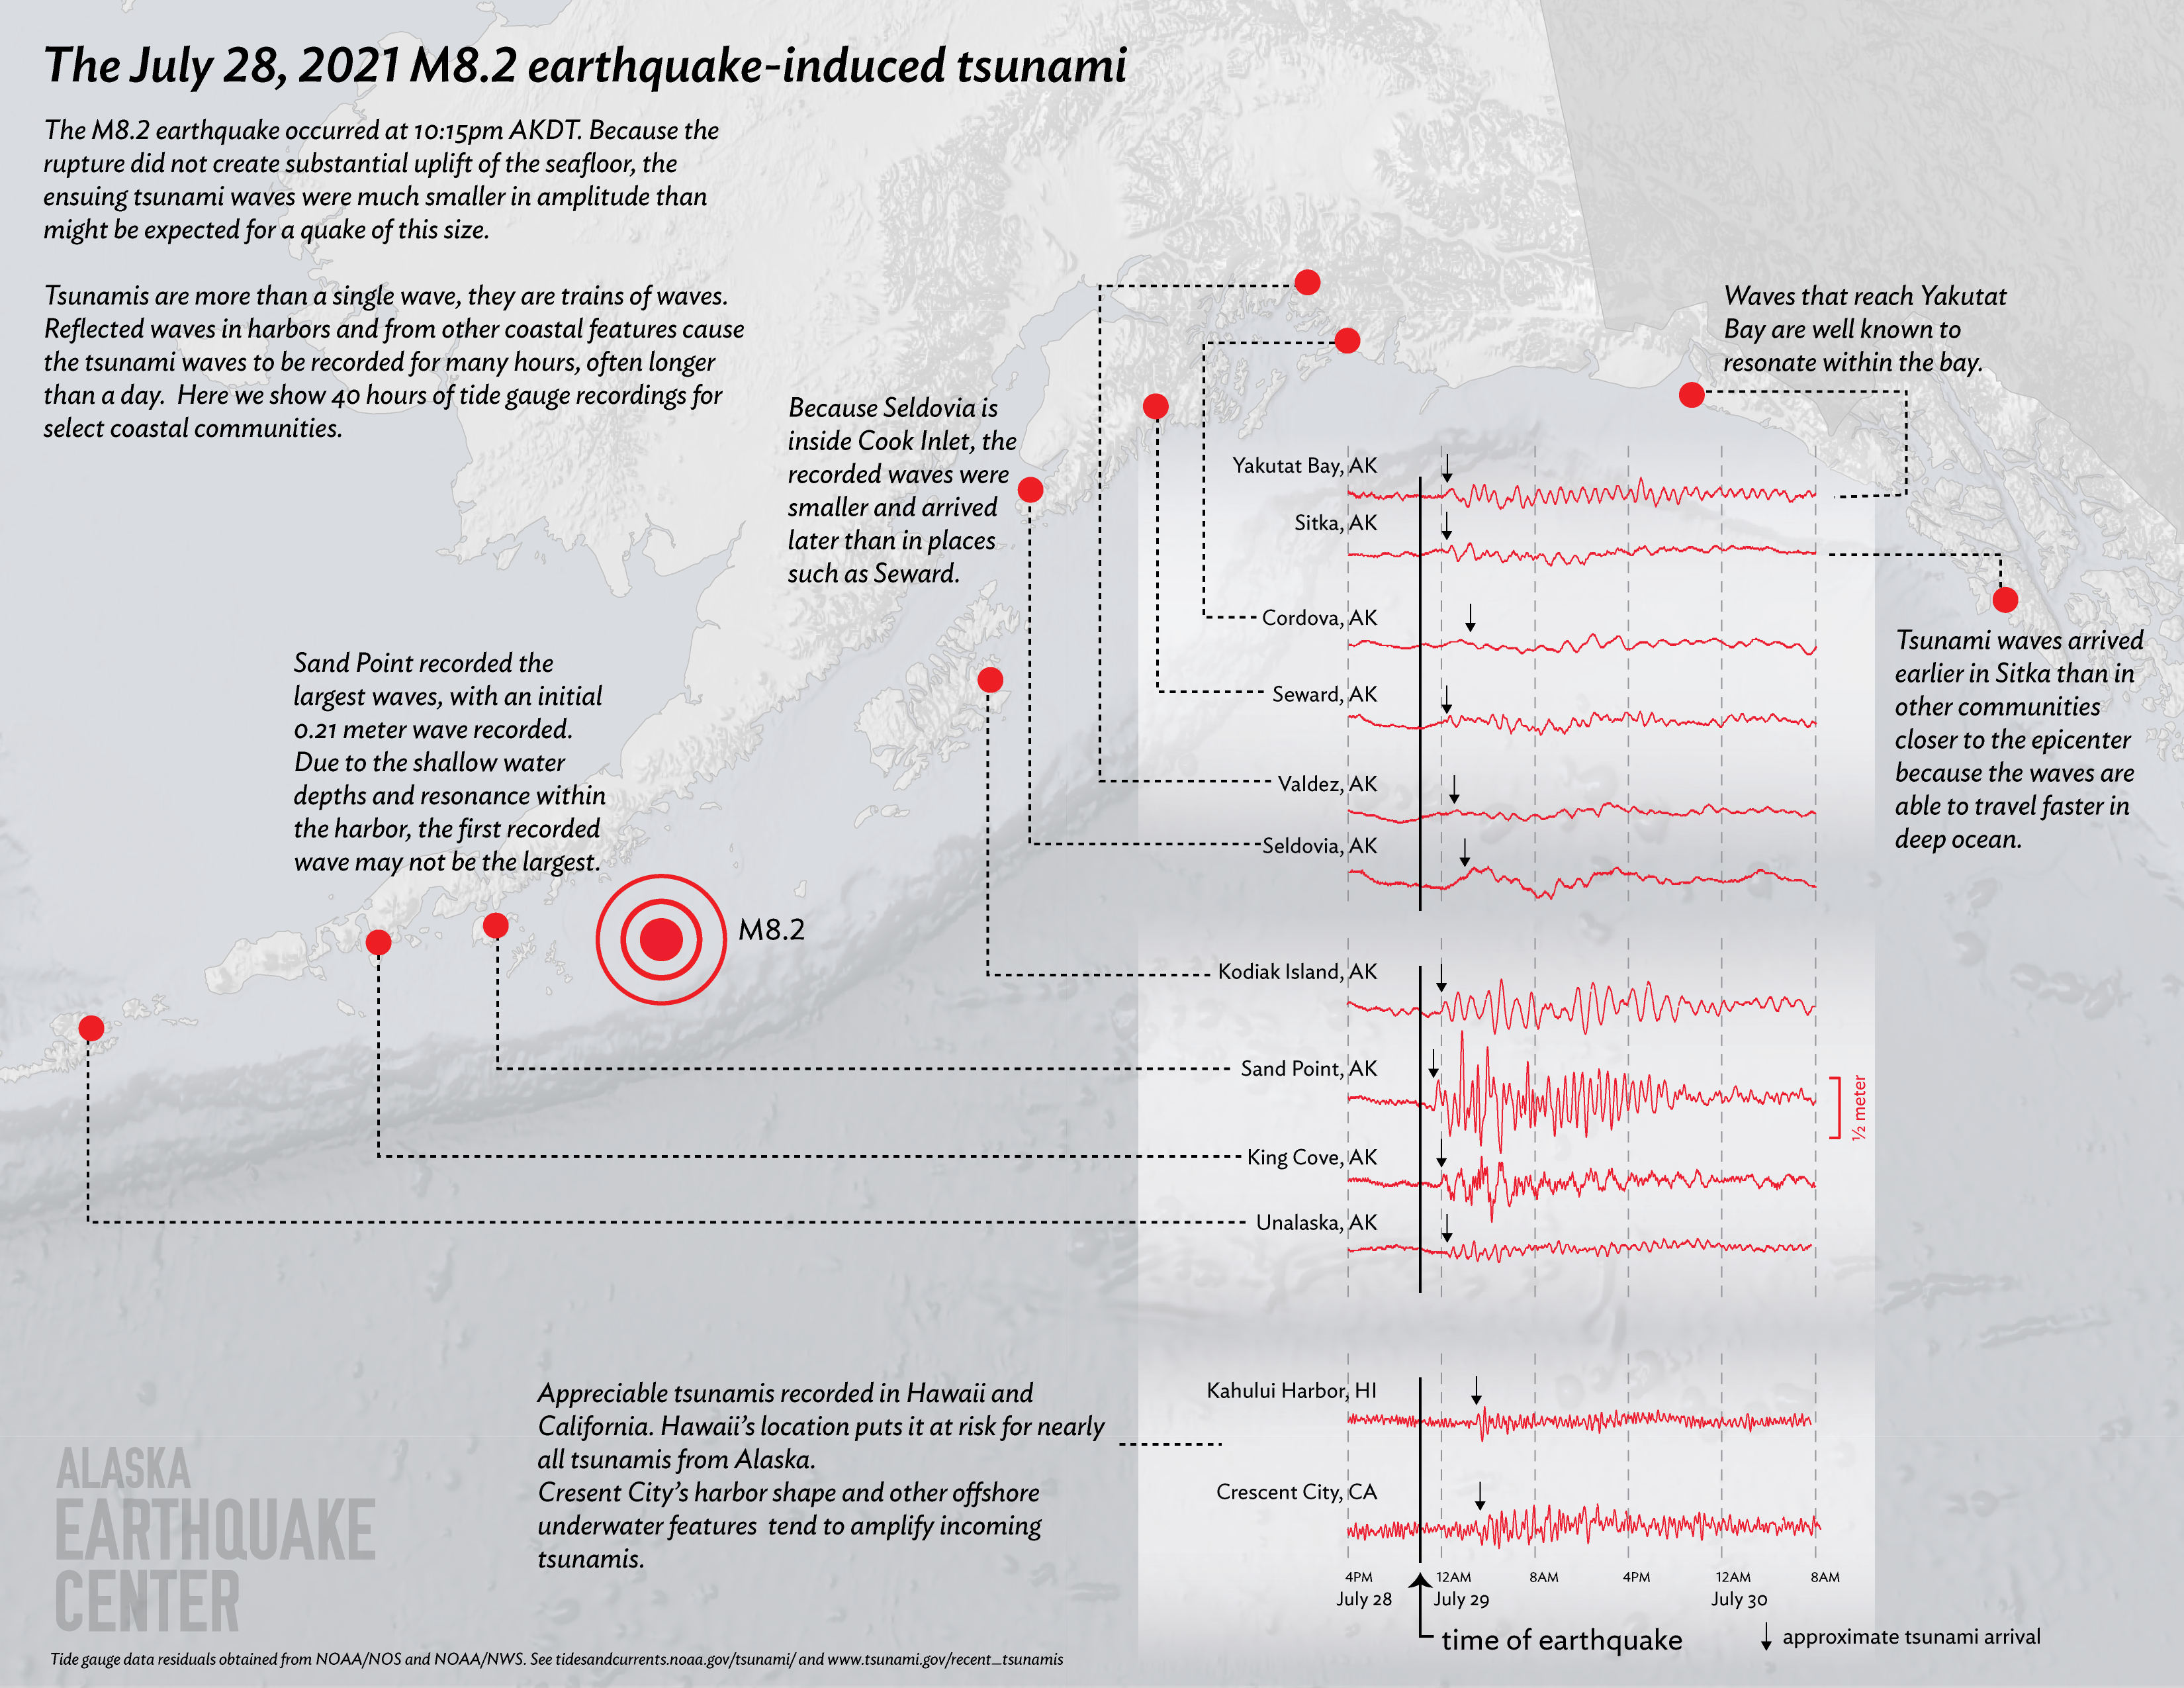 The July 28, 2021 M8.2 earthquake-induced tsunami
The M8.2 earthquake occurred at 10:15pm AKDT. Because the
rupture did not create substantial uplift of the seafloor, the
ensuing tsunami waves were much smaller in amplitude than
might be expected for a quake of this size.
Tsunamis are more than a single wave, they are trains of waves.
Reflected waves in harbors and from other coastal features cause
the tsunami waves to be recorded for many hours, often longer
than a day. Here we show 40 hours of tide gauge recordings for
select coastal communities.
Because Seldovia is
inside Cook Inlet, the
recorded waves were
smaller and arrived
later than in places
such as Seward.
Waves that reach Yakutat
Bay are well known to
resonate within the bay.
Sand Point recorded the
largest waves, with an initial
0.21 meter wave recorded.
Due to the shallow water
depths and resonance within
the harbor, the first recorded
wave may not be the largest.
M8.2
Tsunami waves arrived
earlier in Sitka than in
other communities
closer to the epicenter
because the waves are
able to travel faster in
deep ocean.
Yakutat Bay, AK
Sitka, AK
Cordova, AK
Seward, AK
Valdez, AK
Seldovia, AK
Kodiak Island, AK
Sand Point, AK
½ meter
King Cove, AK
Unalaska, AK
Kahului Harbor, HI
Crescent City, CA
Appreciable tsunamis recorded in Hawaii and
California. Hawaii's location puts it at risk for nearly
all tsunamis from Alaska.
Cresent City's harbor shape and other offshore
underwater features tend to amplify incoming
tsunamis.
4PM 12AM 8AM 4PM 12AM 8AM
July 28 July 29 July 30
time of earthquake
approximate tsunami arrival
ALASKA
EARTHQUAKE
CENTER
Tide gauge data residuals obtained from NOAA/NOS and NOAA/NWS. See tidesandcurrents.noaa.gov/tsunami/ and www.tsunami.gov/recent_tsunamis